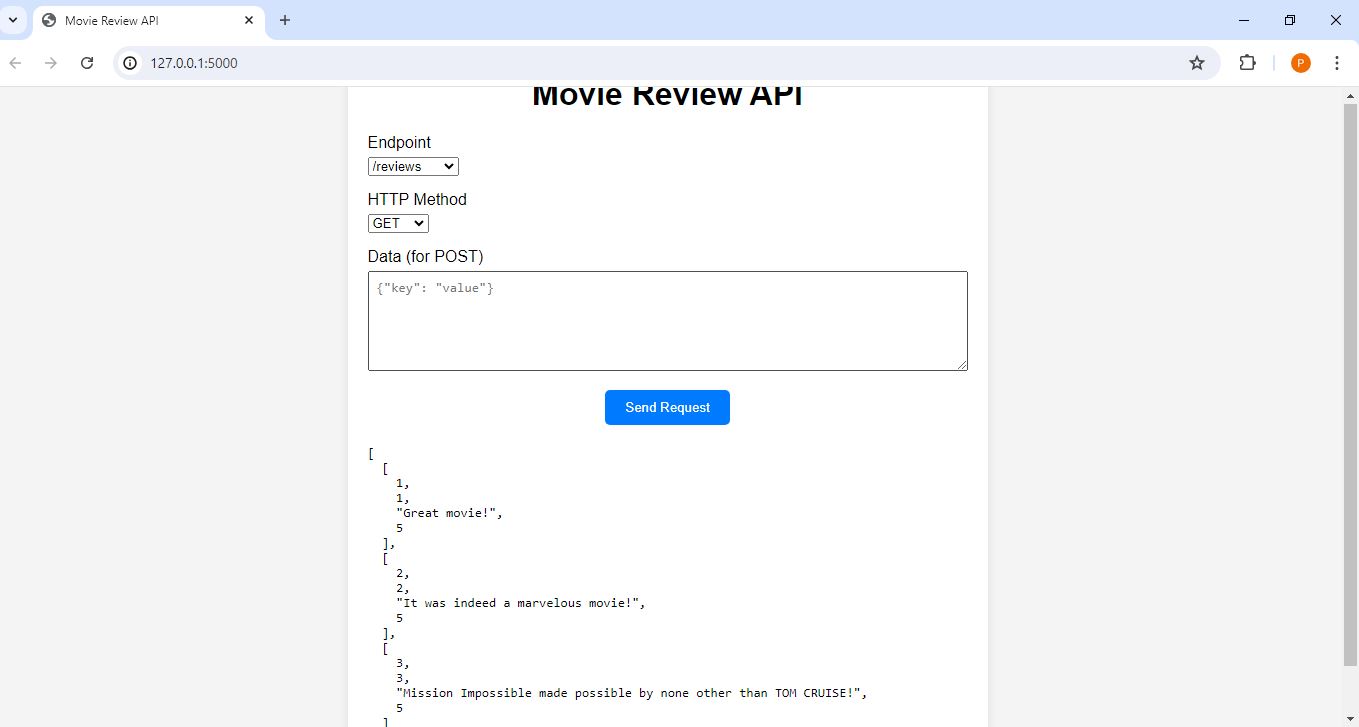 Movie Review API
127.0.0.1:5000
P
Movie Review API
Endpoint
/reviews
HTTP Method
GET
Data (for POST)
{"key": "value"}
Send Request
[
[
1,
1,
"Great movie!",
5
],
[
2,
2,
"It was indeed a marvelous movie!",
5
],
[
3,
3,
"Mission Impossible made possible by none other than TOM CRUISE!",
5
]